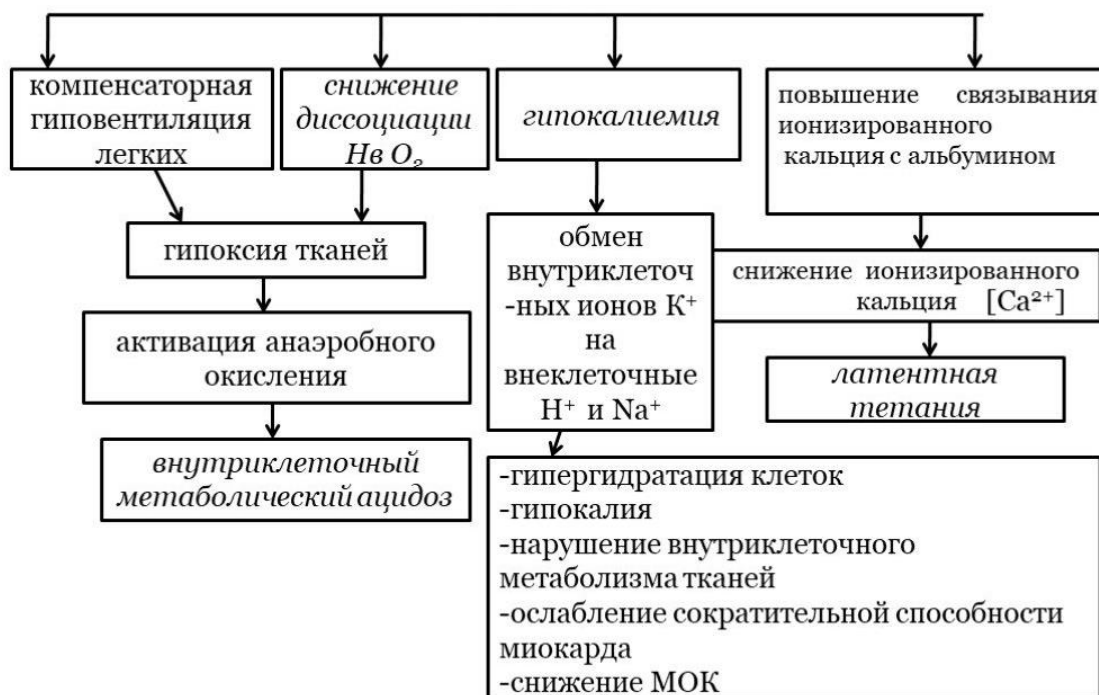 компенсаторная
гиповентиляция
легких
снижение
диссоциации
Нв О₂
гипокалиемия
повышение связывания
ионизированного
кальция с альбумином
гипоксия тканей
обмен
внутриклеточ
-ных ионов К⁺
на
внеклеточные
Н⁺ и Na⁺
снижение ионизированного
кальция [Ca²⁺]
активация анаэробного
окисления
латентная
тетания
внутриклеточный
метаболический ацидоз
-гипергидратация клеток
-гипокалия
-нарушение внутриклеточного
метаболизма тканей
-ослабление сократительной способности
миокарда
-снижение МОК